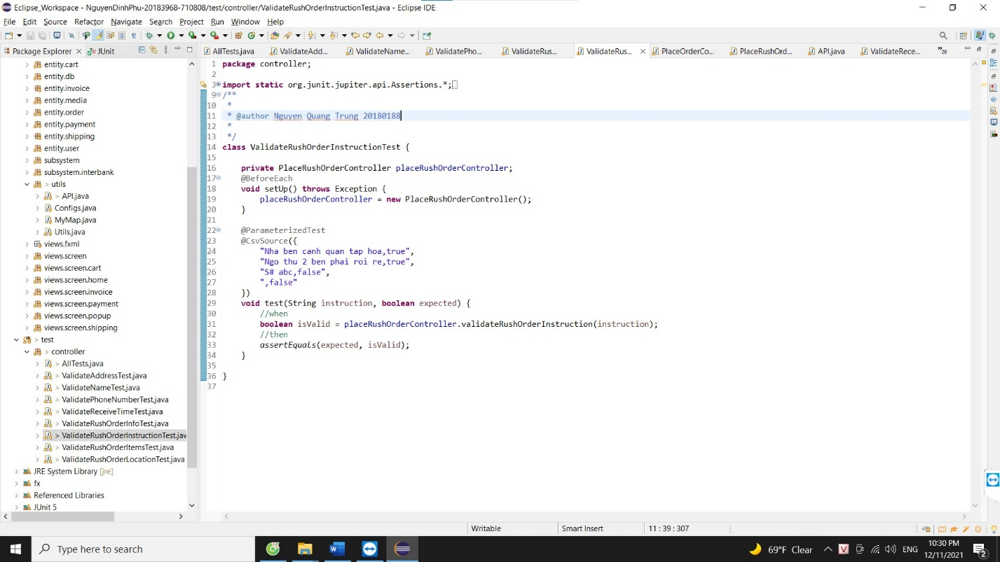 Eclipse_Workspace - NguyenDinhPhu-20183968-710808/test/controller/ValidateRushOrderInstructionTest.java - Eclipse IDE
File Edit Source Refactor Navigate Search Project Run Window Help
Package Explorer JUnit
AllTests.java ValidateAdd... ValidateName... ValidatePho... ValidateRus... ValidateRus... PlaceOrderCo... PlaceRushOrd... API.java ValidateRece... »26
entity.cart
entity.db
entity.invoice
entity.media
entity.order
entity.payment
entity.shipping
entity.user
subsystem
subsystem.interbank
> utils
> API.java
Configs.java
MyMap.java
Utils.java
views.fxml
views.screen
views.screen.cart
views.screen.home
views.screen.invoice
views.screen.payment
views.screen.popup
views.screen.shipping
> test
> controller
> AllTests.java
> ValidateAddressTest.java
> ValidateNameTest.java
> ValidatePhoneNumberTest.java
> ValidateReceiveTimeTest.java
> ValidateRushOrderInfoTest.java
> ValidateRushOrderInstructionTest.jav
> ValidateRushOrderItemsTest.java
> ValidateRushOrderLocationTest.java
JRE System Library [jre]
fx
Referenced Libraries
JUnit 5
1 package controller;
2
3 import static org.junit.jupiter.api.Assertions.*;
9 /**
10 *
11 * @author Nguyen Quang Trung 20180188
12 *
13 */
14 class ValidateRushOrderInstructionTest {
15
16 private PlaceRushOrderController placeRushOrderController;
17 @BeforeEach
18 void setUp() throws Exception {
19 placeRushOrderController = new PlaceRushOrderController();
20 }
21
22 @ParameterizedTest
23 @CsvSource({
24 "Nha ben canh quan tap hoa,true",
25 "Ngo thu 2 ben phai roi re,true",
26 "S# abc,false",
27 ",false"
28 })
29 void test(String instruction, boolean expected) {
30 //when
31 boolean isValid = placeRushOrderController.validateRushOrderInstruction(instruction);
32 //then
33 assertEquals(expected, isValid);
34 }
35
36 }
37
Writable Smart Insert 11 : 39 : 307
Type here to search
69°F Clear ENG
10:30 PM
12/11/2021
2